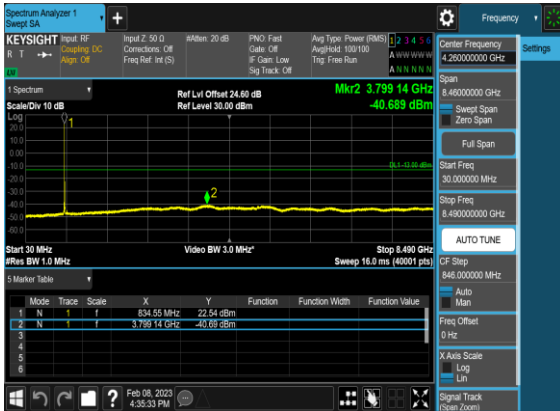 Spectrum Analyzer 1
Swept SA
+
Frequency
KEYSIGHT
R T
LW
Input: RF
Coupling: DC
Align: Off
Input Z: 50 Ω
Corrections: Off
Freq Ref: Int (S)
#Atten: 20 dB
PNO: Fast
Gate: Off
IF Gain: Low
Sig Track: Off
Avg Type: Power (RMS)
Avg|Hold: 100/100
Trig: Free Run
1 2 3 4 5 6
A W W W W W
A N N N N N
Center Frequency
4.260000000 GHz
Settings
Span
8.46000000 GHz
Swept Span
Zero Span
Full Span
Start Freq
30.000000 MHz
Stop Freq
8.490000000 GHz
AUTO TUNE
CF Step
846.000000 MHz
Auto
Man
Freq Offset
0 Hz
X Axis Scale
Log
Lin
Signal Track
(Span Zoom)
1 Spectrum
Scale/Div 10 dB
Log
Ref Lvl Offset 24.60 dB
Ref Level 30.00 dBm
Mkr2 3.799 14 GHz
-40.689 dBm
20.0
10.0
0.00
-10.0
-20.0
-30.0
-40.0
-50.0
-60.0
1
2
DL1 -13.00 dBm
Start 30 MHz
#Res BW 1.0 MHz
Video BW 3.0 MHz*
Stop 8.490 GHz
Sweep 16.0 ms (40001 pts)
5 Marker Table
Mode Trace Scale X Y Function Function Width Function Value
1 N 1 f 834.55 MHz 22.54 dBm
2 N 1 f 3.799 14 GHz -40.69 dBm
3
4
5
6
?
Feb 08, 2023
4:35:33 PM